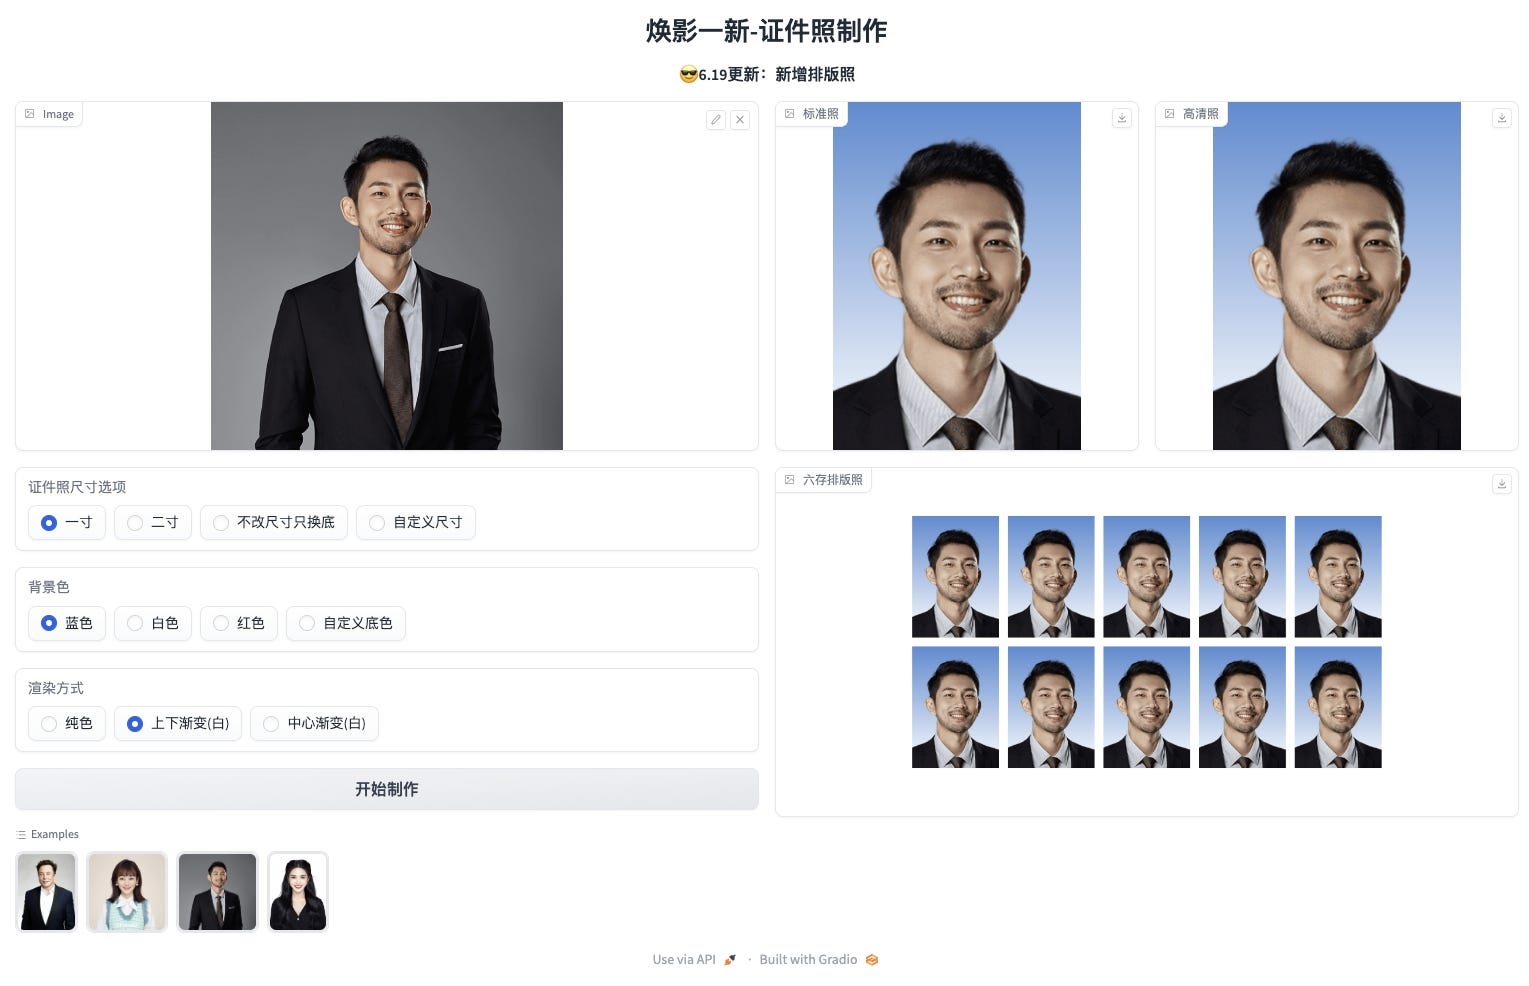 焕影一新-证件照制作
😎6.19更新：新增排版照
Image
标准照
高清照
证件照尺寸选项
一寸
二寸
不改尺寸只换底
自定义尺寸
六存排版照
背景色
蓝色
白色
红色
自定义底色
渲染方式
纯色
上下渐变(白)
中心渐变(白)
开始制作
Examples
Use via API 🚀 · Built with Gradio